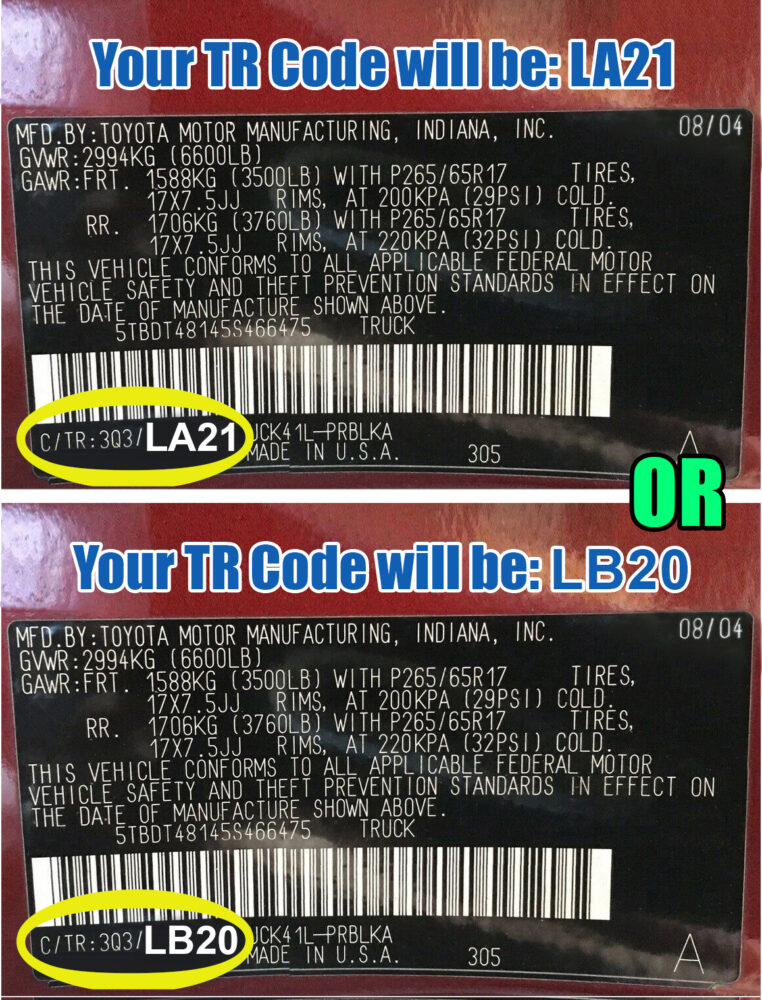 Your TR Code will be: LA21
MFD.BY:TOYOTA MOTOR MANUFACTURING, INDIANA, INC. 08/04
GVWR:2994KG (6600LB)
GAWR:FRT. 1588KG (3500LB) WITH P265/65R17 TIRES,
17X7.5JJ RIMS, AT 200KPA (29PSI) COLD.
RR. 1706KG (3760LB) WITH P265/65R17 TIRES,
17X7.5JJ RIMS, AT 220KPA (32PSI) COLD.
THIS VEHICLE CONFORMS TO ALL APPLICABLE FEDERAL MOTOR
VEHICLE SAFETY AND THEFT PREVENTION STANDARDS IN EFFECT ON
THE DATE OF MANUFACTURE SHOWN ABOVE.
5TBDT48145S466475 TRUCK
C/TR:3Q3/LA21 UCK41L-PRBLKA
MADE IN U.S.A. 305 A
OR
Your TR Code will be: LB20
MFD.BY:TOYOTA MOTOR MANUFACTURING, INDIANA, INC. 08/04
GVWR:2994KG (6600LB)
GAWR:FRT. 1588KG (3500LB) WITH P265/65R17 TIRES,
17X7.5JJ RIMS, AT 200KPA (29PSI) COLD.
RR. 1706KG (3760LB) WITH P265/65R17 TIRES,
17X7.5JJ RIMS, AT 220KPA (32PSI) COLD.
THIS VEHICLE CONFORMS TO ALL APPLICABLE FEDERAL MOTOR
VEHICLE SAFETY AND THEFT PREVENTION STANDARDS IN EFFECT ON
THE DATE OF MANUFACTURE SHOWN ABOVE.
5TBDT48145S466475 TRUCK
C/TR:3Q3/LB20 UCK41L-PRBLKA
MADE IN U.S.A. 305 A